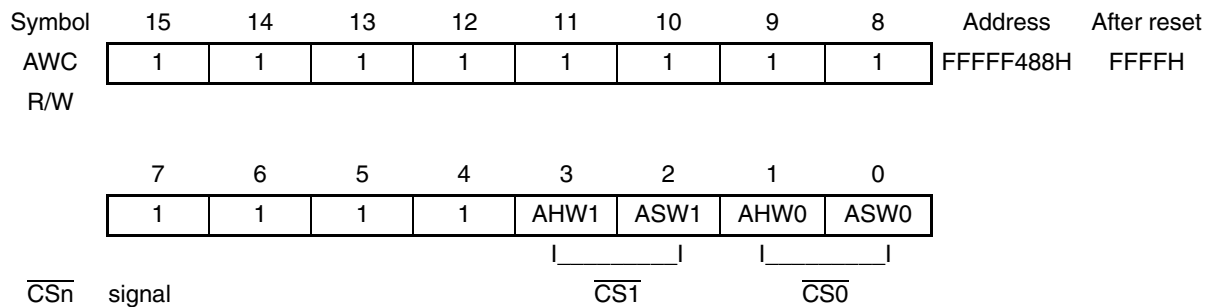 Symbol 15 14 13 12 11 10 9 8 Address After reset
AWC 1 1 1 1 1 1 1 1 FFFFF488H FFFFH
R/W
7 6 5 4 3 2 1 0
1 1 1 1 AHW1 ASW1 AHW0 ASW0
CSn signal CS1 CS0